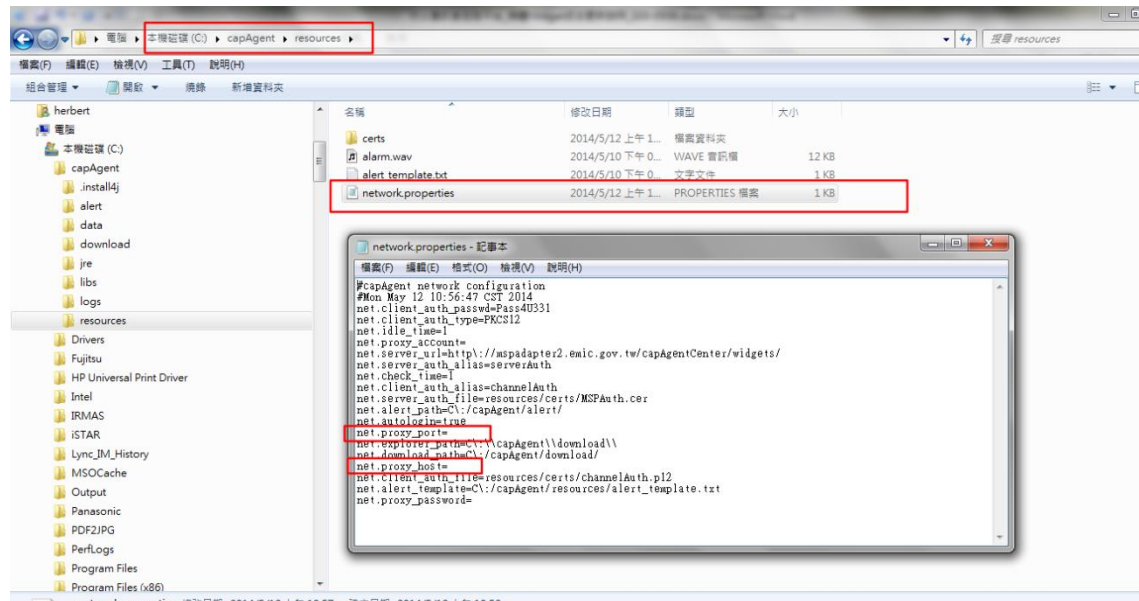 電腦 ▸ 本機磁碟 (C:) ▸ capAgent ▸ resources ▸
搜尋 resources
檔案(F) 編輯(E) 檢視(V) 工具(T) 說明(H)
組合管理 ▼ 開啟 ▼ 燒錄 新增資料夾
herbert
電腦
本機磁碟 (C:)
capAgent
.install4j
alert
data
download
jre
libs
logs
resources
Drivers
Fujitsu
HP Universal Print Driver
Intel
IRMAS
iSTAR
Lync_IM_History
MSOCache
Output
Panasonic
PDF2JPG
PerfLogs
Program Files
Program Files (x86)
名稱 修改日期 類型 大小
certs 2014/5/12 上午 1... 檔案資料夾
alarm.wav 2014/5/10 下午 0... WAVE 音訊檔 12 KB
alert_template.txt 2014/5/10 下午 0... 文字文件 1 KB
network.properties 2014/5/12 上午 1... PROPERTIES 檔案 1 KB
network.properties - 記事本
檔案(F) 編輯(E) 格式(O) 檢視(V) 說明(H)
#capAgent network configuration
#Mon May 12 10:56:47 CST 2014
net.client_auth_passwd=Pass4U331
net.client_auth_type=PKCS12
net.idle_time=1
net.proxy_account=
net.server_url=http\://mspadapter2.emic.gov.tw/capAgentCenter/widgets/
net.server_auth_alias=serverAuth
net.check_time=1
net.client_auth_alias=channelAuth
net.server_auth_file=resources/certs/MSPAuth.cer
net.alert_path=C\:/capAgent/alert/
net.autologin=true
net.proxy_port=
net.explorer_path=C\:\\capAgent\\download\\
net.download_path=C\:/capAgent/download/
net.proxy_host=
net.client_auth_file=resources/certs/channelAuth.p12
net.alert_template=C\:/capAgent/resources/alert_template.txt
net.proxy_password=